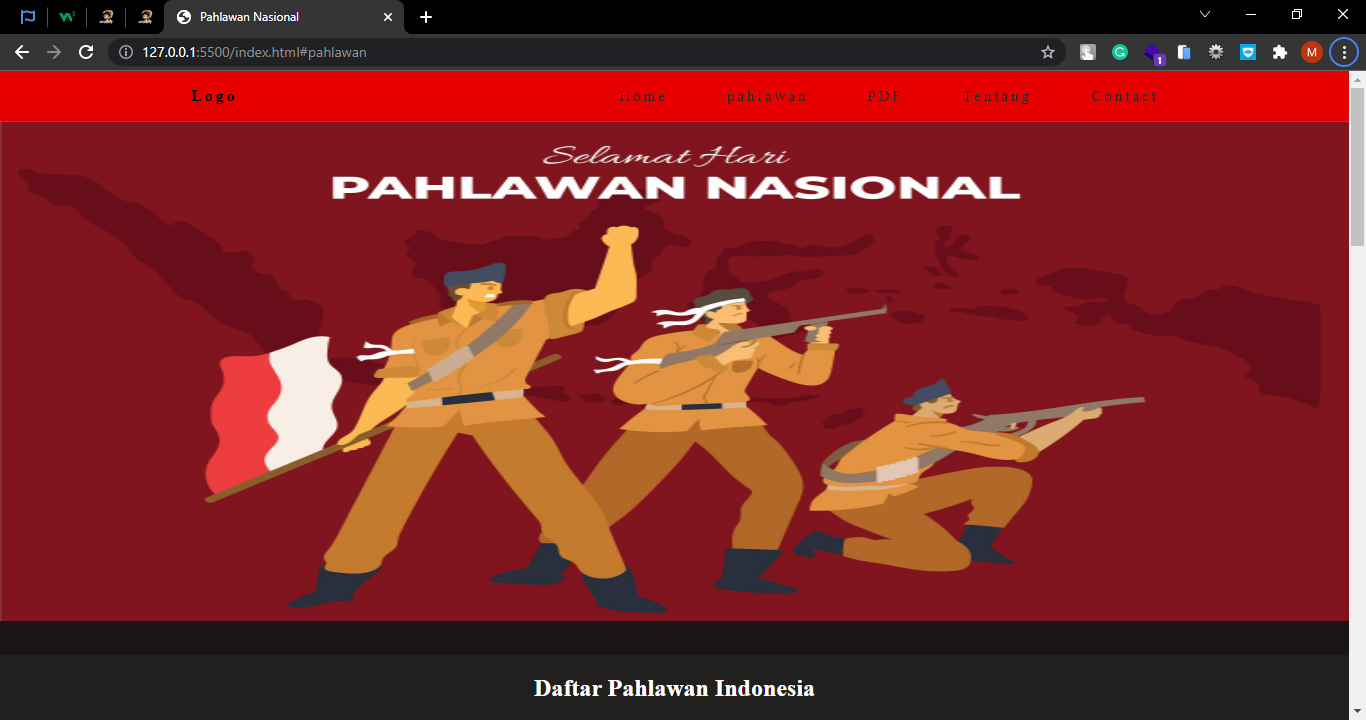 Pahlawan Nasional
127.0.0.1:5500/index.html#pahlawan
1
M
Logo Home pahlawan PDF Tentang Contact
Selamat Hari
PAHLAWAN NASIONAL
Daftar Pahlawan Indonesia